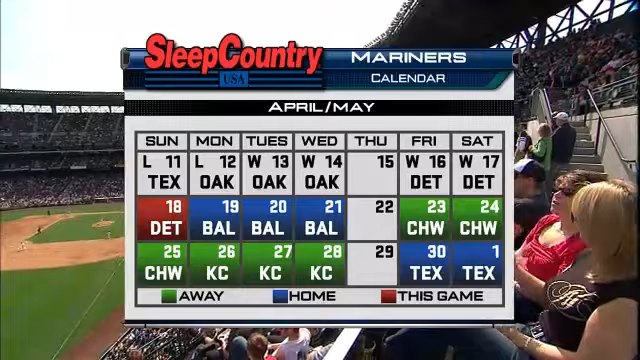 SleepCountry
USA
MARINERS
CALENDAR
APRIL/MAY
SUN MON TUES WED THU FRI SAT
L 11 L 12 W 13 W 14 15 W 16 W 17
TEX OAK OAK OAK DET DET
18 19 20 21 22 23 24
DET BAL BAL BAL CHW CHW
25 26 27 28 29 30 1
CHW KC KC KC TEX TEX
AWAY HOME THIS GAME